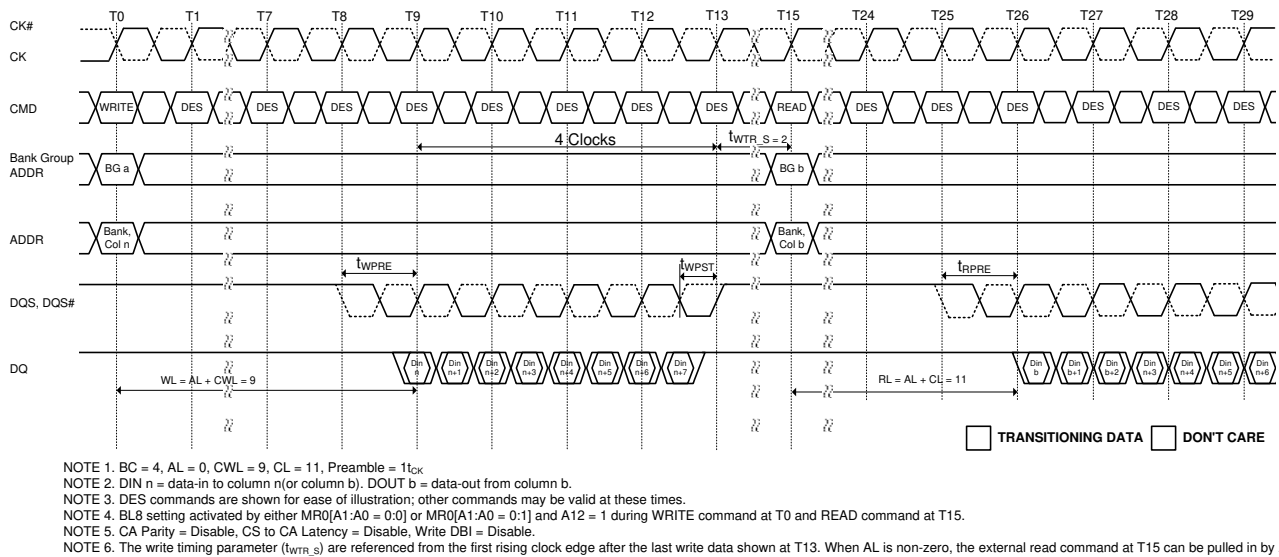 T0 T1 T7 T8 T9 T10 T11 T12 T13 T15 T24 T25 T26 T27 T28 T29
CK#
CK
CMD WRITE DES DES DES DES DES DES DES DES READ DES DES DES DES DES DES
4 Clocks tWTR_S = 2
Bank Group
ADDR BG a BG b
ADDR Bank, Col n Bank, Col b
tWPRE tWPST tRPRE
DQS, DQS#
DQ Din n Din n+1 Din n+2 Din n+3 Din n+4 Din n+5 Din n+6 Din n+7 Din b Din b+1 Din b+2 Din n+3 Din n+4 Din n+5 Din n+6
WL = AL + CWL = 9 RL = AL + CL = 11
TRANSITIONING DATA DON'T CARE
NOTE 1. BC = 4, AL = 0, CWL = 9, CL = 11, Preamble = 1tCK
NOTE 2. DIN n = data-in to column n(or column b). DOUT b = data-out from column b.
NOTE 3. DES commands are shown for ease of illustration; other commands may be valid at these times.
NOTE 4. BL8 setting activated by either MR0[A1:A0 = 0:0] or MR0[A1:A0 = 0:1] and A12 = 1 during WRITE command at T0 and READ command at T15.
NOTE 5. CA Parity = Disable, CS to CA Latency = Disable, Write DBI = Disable.
NOTE 6. The write timing parameter (tWTR_S) are referenced from the first rising clock edge after the last write data shown at T13. When AL is non-zero, the external read command at T15 can be pulled in by